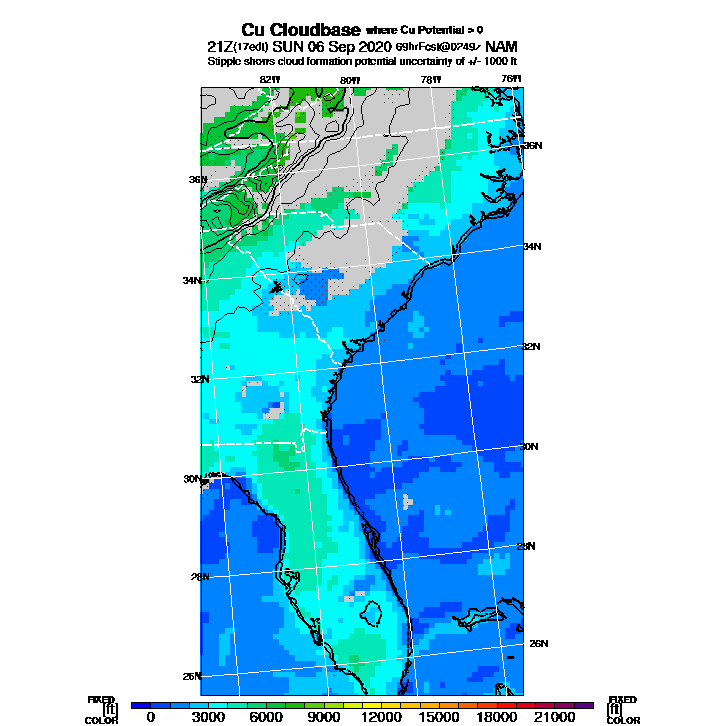 Cu Cloudbase where Cu Potential > 0
21Z(17edt) SUN 06 Sep 2020 69hrFcst@0749z NAM
Stipple shows cloud formation potential uncertainty of +/- 1000 ft
82W 80W 78W 76W
36N
36N
34N
34N
32N
32N
30N
30N
28N
28N
26N
26N
FIXED FIXED
[ft] 0 3000 6000 9000 12000 15000 18000 21000 [ft]
COLOR COLOR